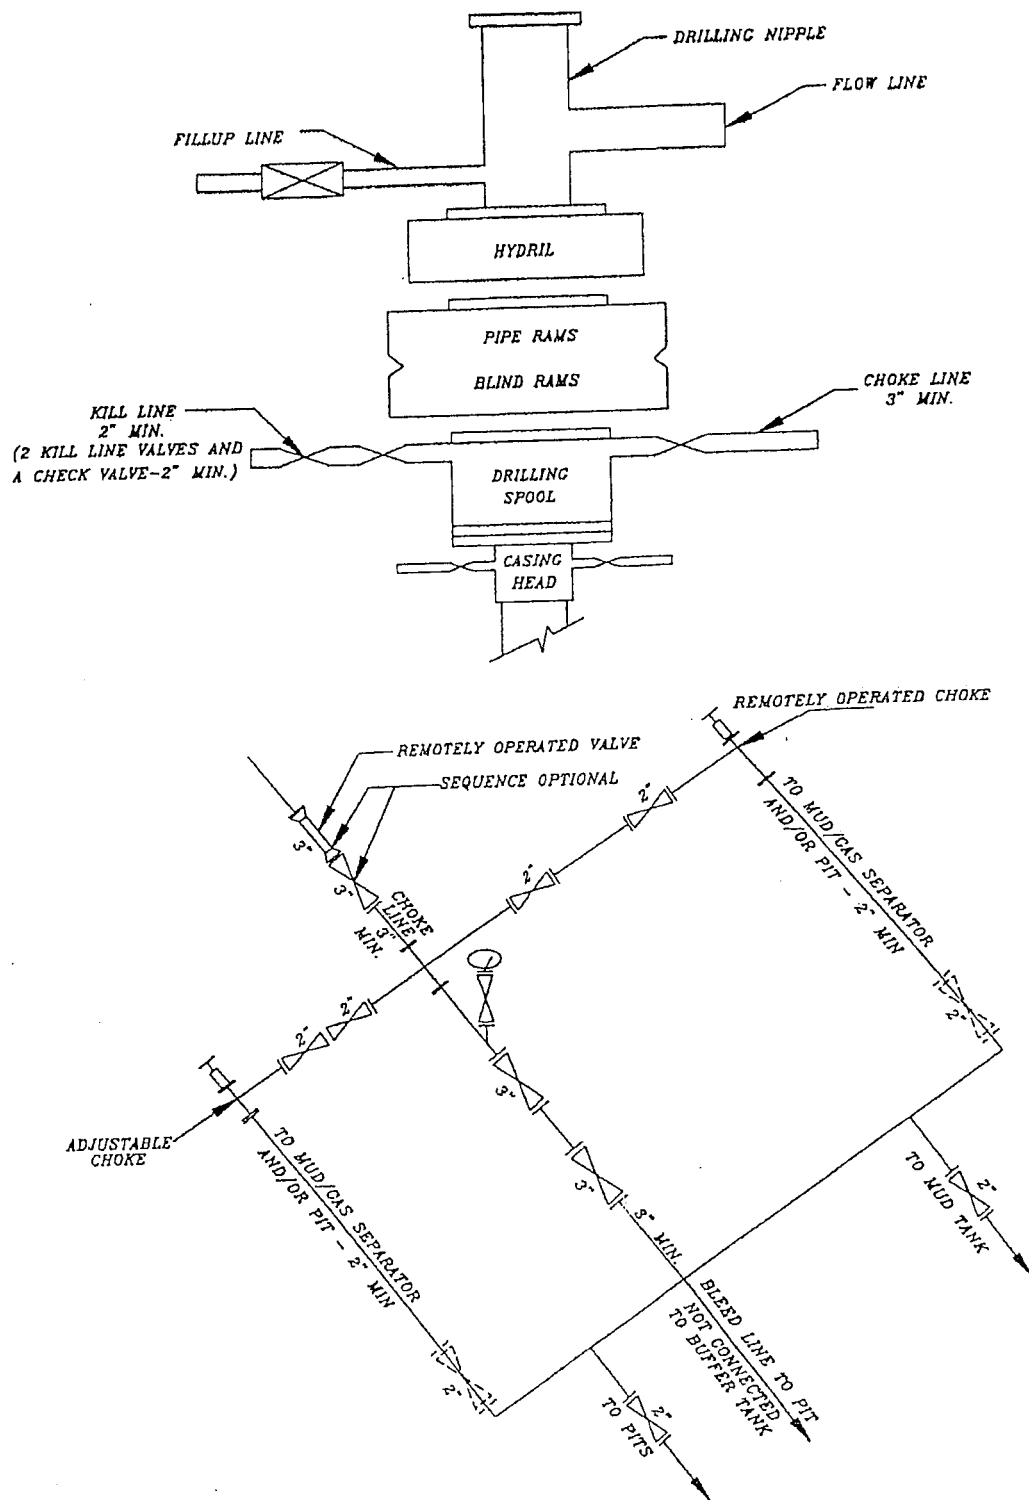 DRILLING NIPPLE
FLOW LINE
FILLUP LINE
HYDRIL
PIPE RAMS
BLIND RAMS
CHOKE LINE
3" MIN.
KILL LINE
2" MIN.
(2 KILL LINE VALVES AND
A CHECK VALVE-2" MIN.)
DRILLING
SPOOL
CASING
HEAD
REMOTELY OPERATED CHOKE
REMOTELY OPERATED VALVE
SEQUENCE OPTIONAL
3"
3"
CHOKE
LINE
3"
MIN.
2"
2"
TO MUD/GAS SEPARATOR
AND/OR PIT - 2" MIN
2"
2"
2"
3"
3"
3" MIN.
2"
ADJUSTABLE
CHOKE
TO MUD/GAS SEPARATOR
AND/OR PIT - 2" MIN
2"
2"
TO MUD TANK
BLEED LINE TO PIT
NOT CONNECTED
TO BUFFER TANK
2"
TO PITS